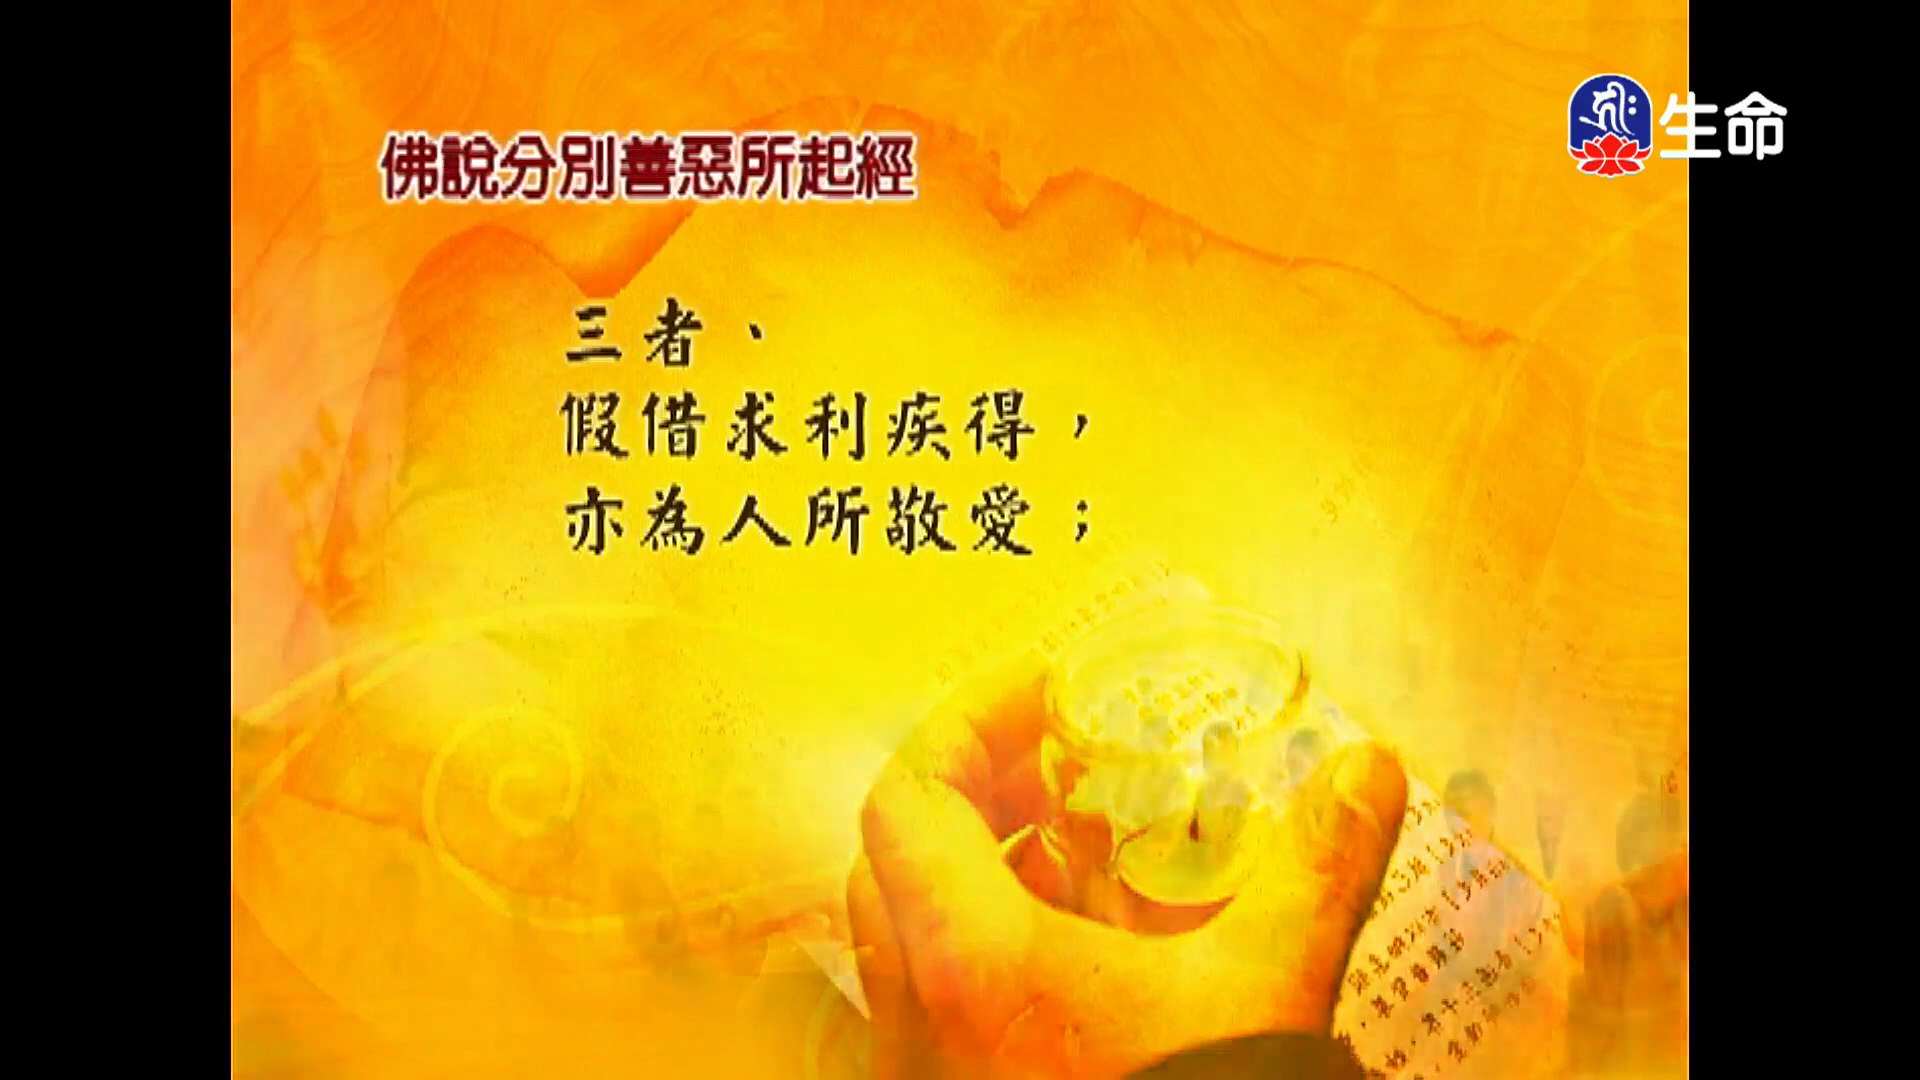 佛說分別善惡所起經
生命
三者、
假借求利疾得，
亦為人所敬愛；